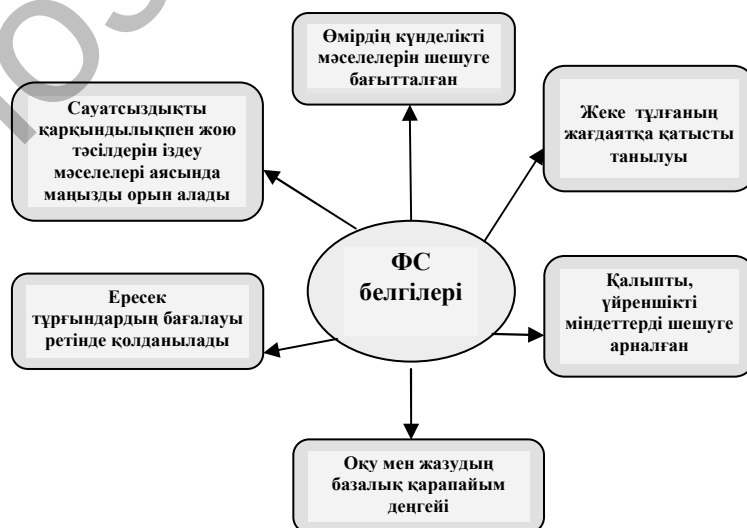 Өмірдің күнделікті
мәселелерін шешуге
бағытталған
Сауатсыздықты
қарқындылықпен жою
тәсілдерін іздеу
мәселелері аясында
маңызды орын алады
Жеке тұлғаның
жағдаятқа қатысты
танылуы
ФС
белгілері
Ересек
тұрғындардың бағалауы
ретінде қолданылады
Қалыпты,
үйреншікті
міндеттерді шешуге
арналған
Оқу мен жазудың
базалық қарапайым
деңгейі